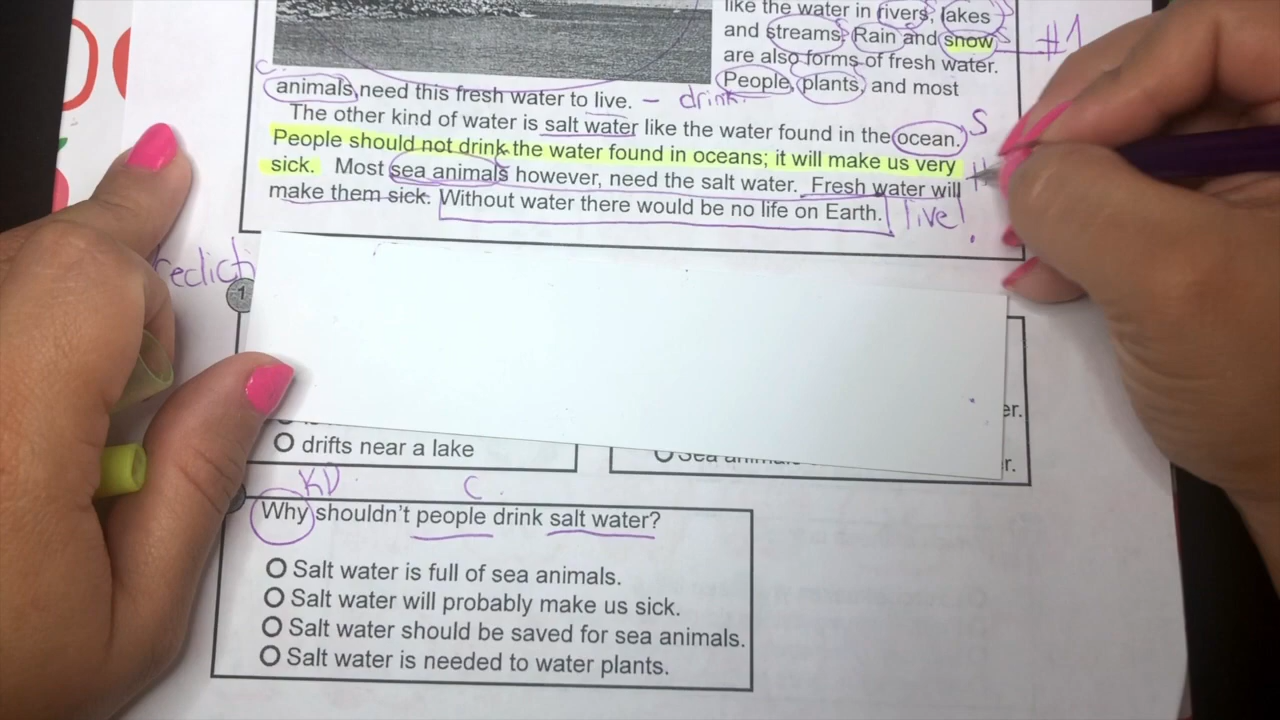 like the water in rivers, lakes
and streams. Rain and snow
#1
are also forms of fresh water.
People, plants, and most
c.
animals, need this fresh water to live. – drink.
The other kind of water is salt water like the water found in the ocean. S
People should not drink the water found in oceans; it will make us very
sick. Most sea animals however, need the salt water. Fresh water will
make them sick. Without water there would be no life on Earth. live!
1
er.
drifts near a lake
r.
KD C
Why shouldn't people drink salt water?
Salt water is full of sea animals.
Salt water will probably make us sick.
Salt water should be saved for sea animals.
Salt water is needed to water plants.